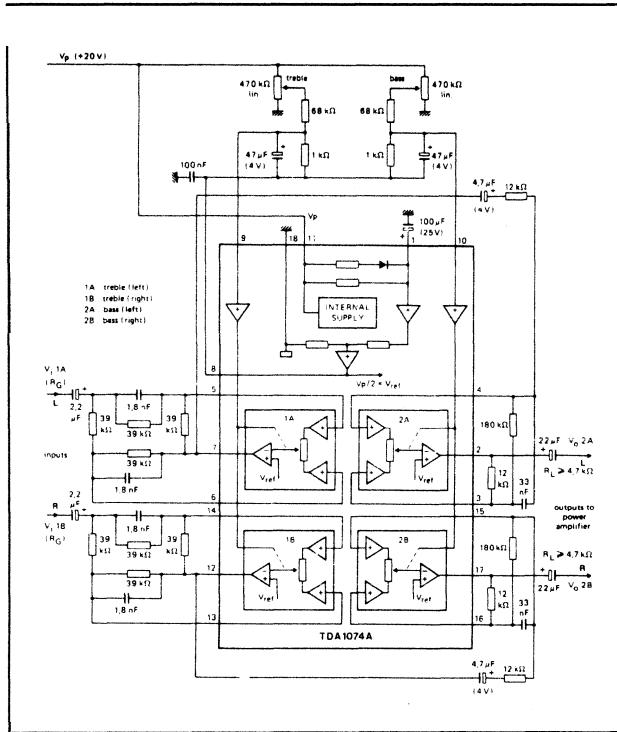 Vp (+20 V)
470 kΩ
lin.
treble
68 kΩ
bass
68 kΩ
470 kΩ
lin.
47 µF
(4V)
1 kΩ
1 kΩ
47 µF
(4V)
100 nF
4,7 µF
(4V)
12 kΩ
Vp
100 µF
(25V)
9
18
11
1
10
1A treble (left)
1B treble (right)
2A bass (left)
2B bass (right)
INTERNAL
SUPPLY
8
Vp/2 = Vref
Vi 1A
(RG)
L
2,2
µF
1,8 nF
39
kΩ
39 kΩ
39
kΩ
39 kΩ
1,8 nF
inputs
5
7
6
1A
Vref
2A
Vref
4
2
3
180 kΩ
12
kΩ
33
nF
22 µF
Vo 2A
L
RL ≥ 4,7 kΩ
outputs to
power
amplifier
R
Vi 1B
(RG)
2,2
µF
1,8 nF
39
kΩ
39 kΩ
39
kΩ
39 kΩ
1,8 nF
14
12
13
1B
Vref
2B
Vref
15
17
16
180 kΩ
12
kΩ
33
nF
RL ≥ 4,7 kΩ
R
22 µF
Vo 2B
TDA1074A
4,7 µF
(4V)
12 kΩ